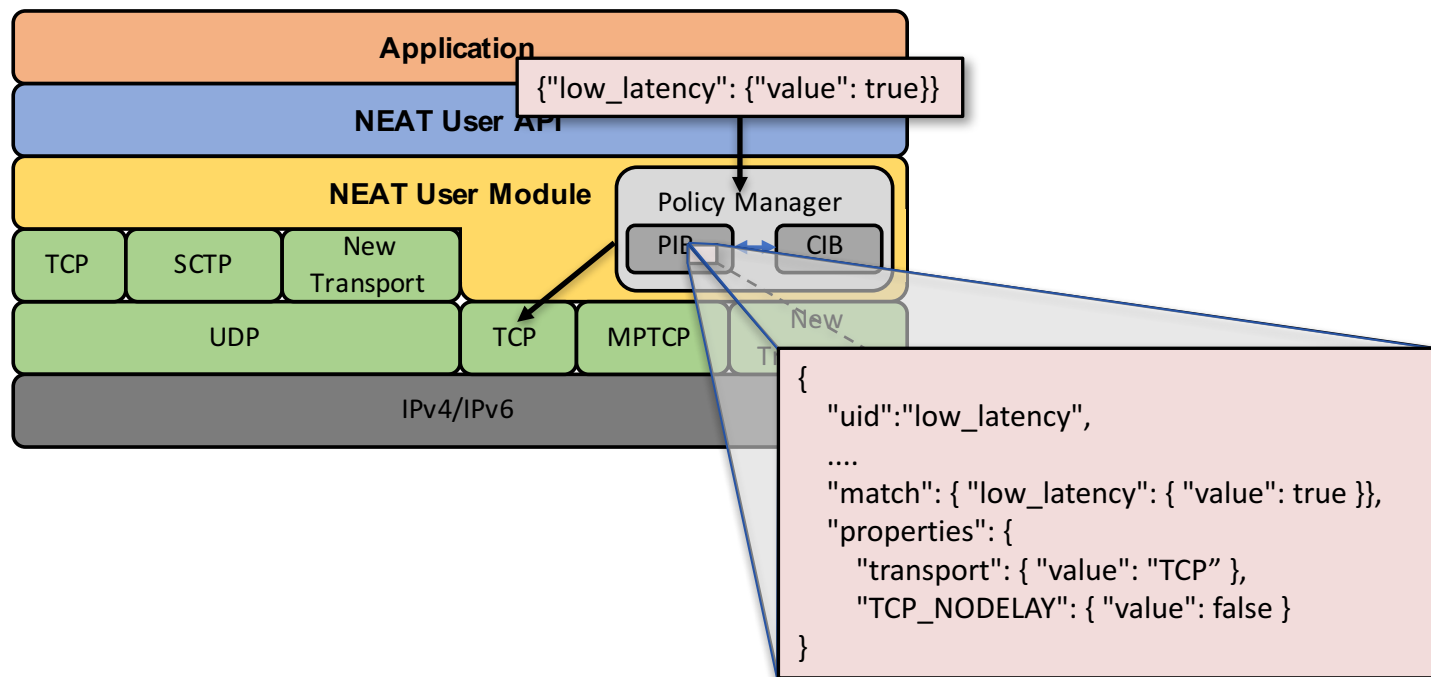 Application
{"low_latency": {"value": true}}
NEAT User API
NEAT User Module
Policy Manager
PIB
CIB
TCP
SCTP
New
Transport
UDP
TCP
MPTCP
New
IPv4/IPv6
{
"uid":"low_latency",
....
"match": { "low_latency": { "value": true }},
"properties": {
"transport": { "value": "TCP” },
"TCP_NODELAY": { "value": false }
}